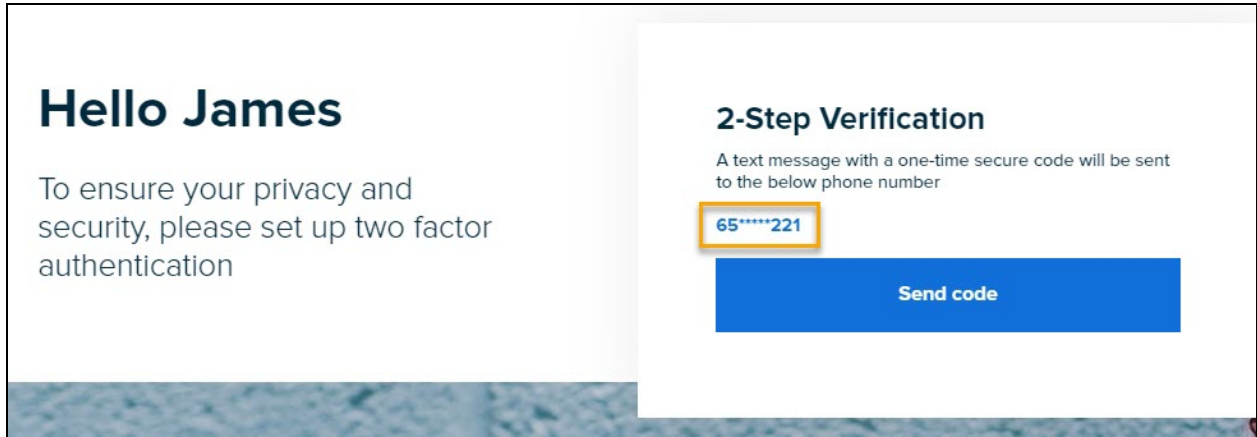 Hello James
To ensure your privacy and
security, please set up two factor
authentication
2-Step Verification
A text message with a one-time secure code will be sent
to the below phone number
65*****221
Send code